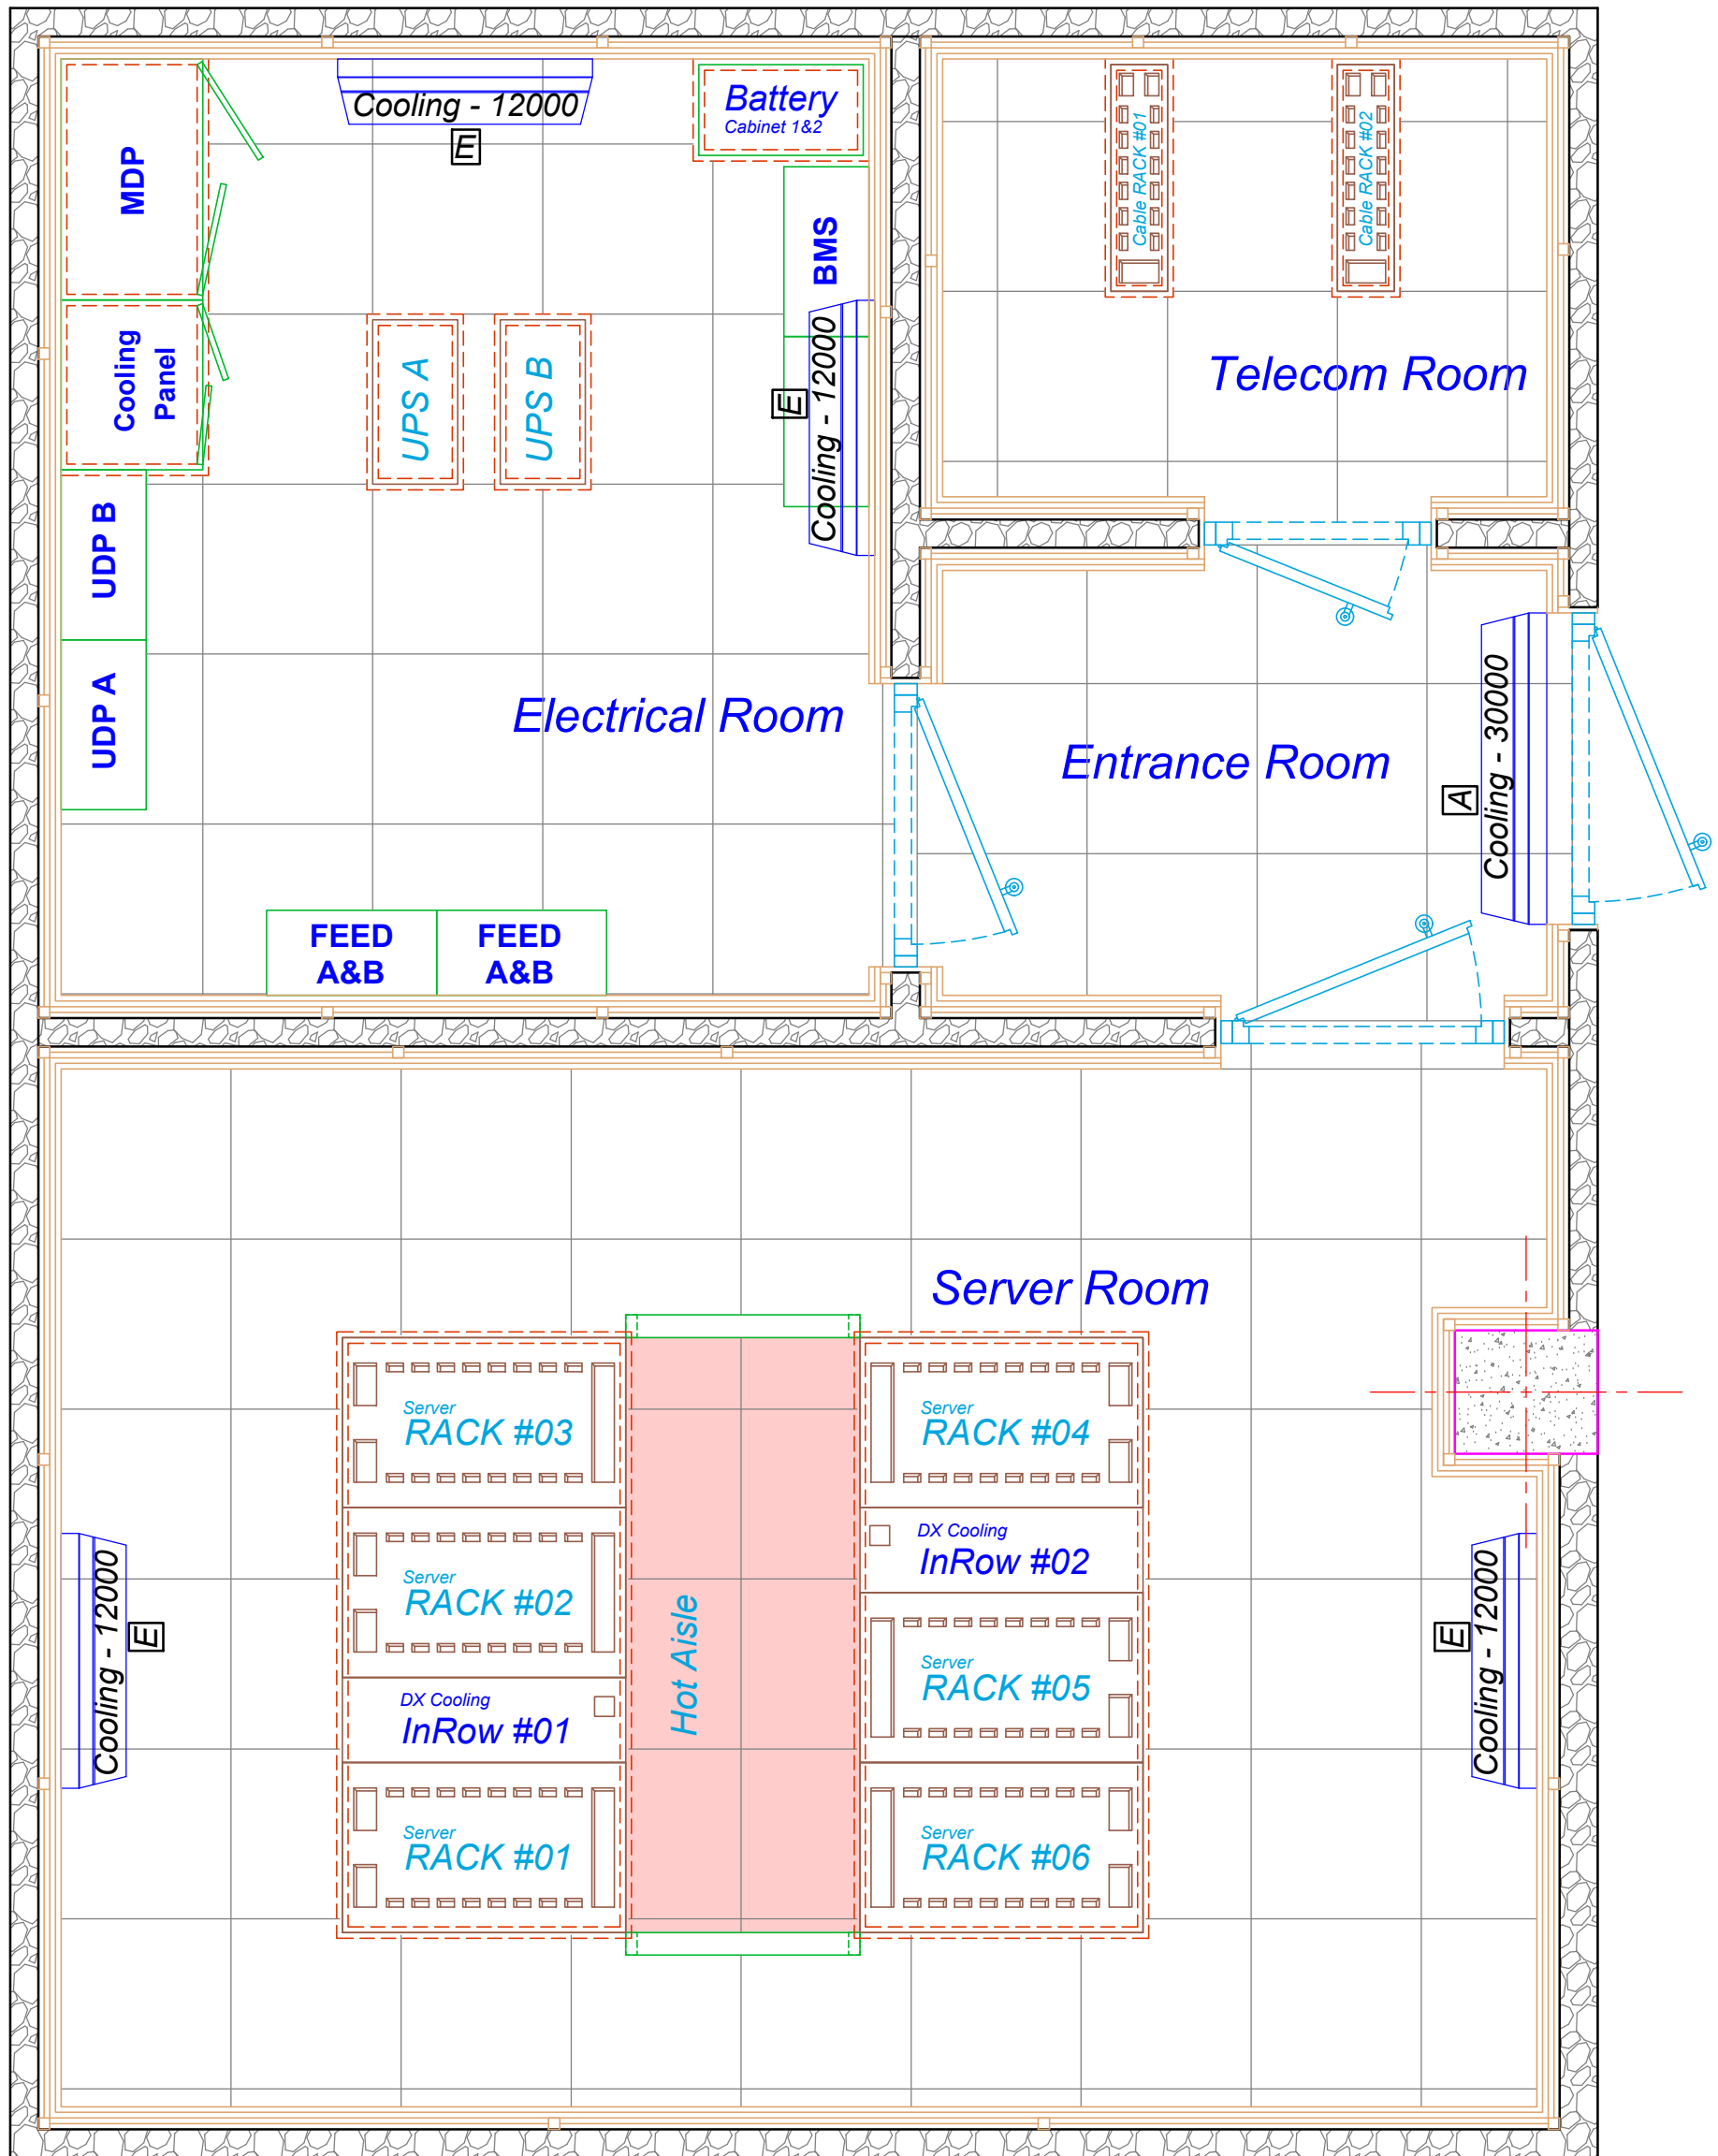 Cooling - 12000
E
Battery
Cabinet 1&2
MDP
BMS
Cable RACK #01
Cable RACK #02
Cooling
Panel
UPS A
UPS B
E
Cooling - 12000
Telecom Room
UDP B
UDP A
Electrical Room
Entrance Room
A
Cooling - 30000
FEED
A&B
FEED
A&B
Server Room
Server
RACK #03
Server
RACK #04
DX Cooling
InRow #02
Server
RACK #02
Cooling - 12000
E
Hot Aisle
E
Cooling - 12000
Server
RACK #05
DX Cooling
InRow #01
Server
RACK #01
Server
RACK #06